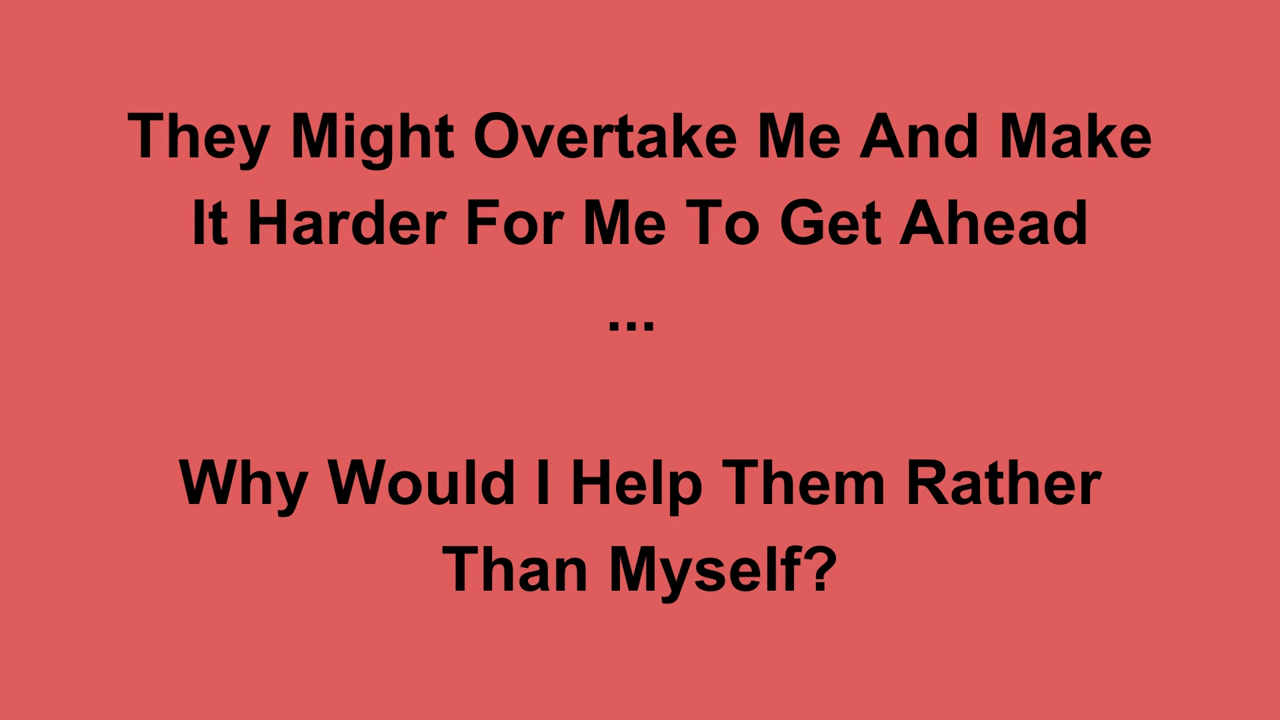 They Might Overtake Me And Make
It Harder For Me To Get Ahead
...
Why Would I Help Them Rather
Than Myself?